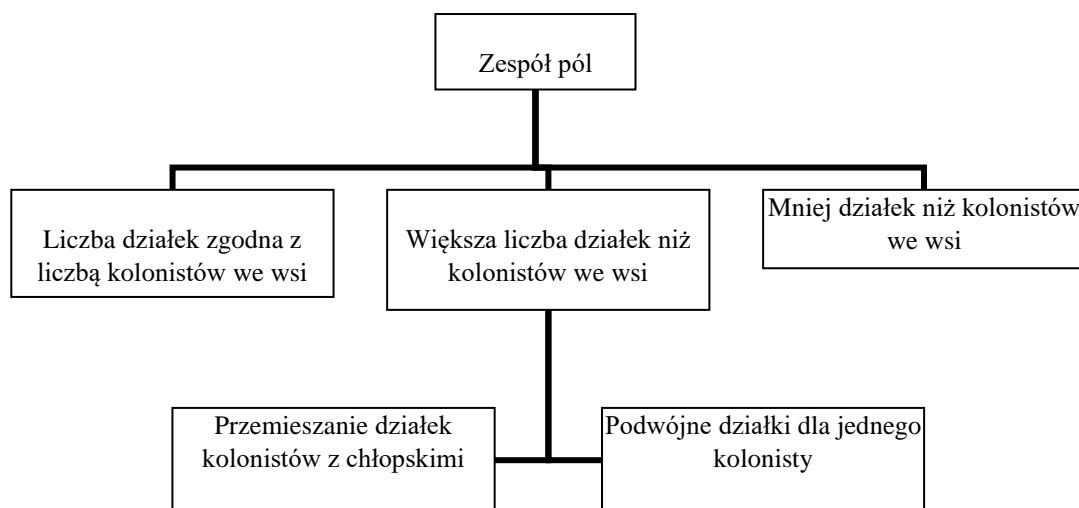 Zespół pól
Liczba działek zgodna z
liczbą kolonistów we wsi
Większa liczba działek niż
kolonistów we wsi
Mniej działek niż kolonistów
we wsi
Przemieszanie działek
kolonistów z chłopskimi
Podwójne działki dla jednego
kolonisty